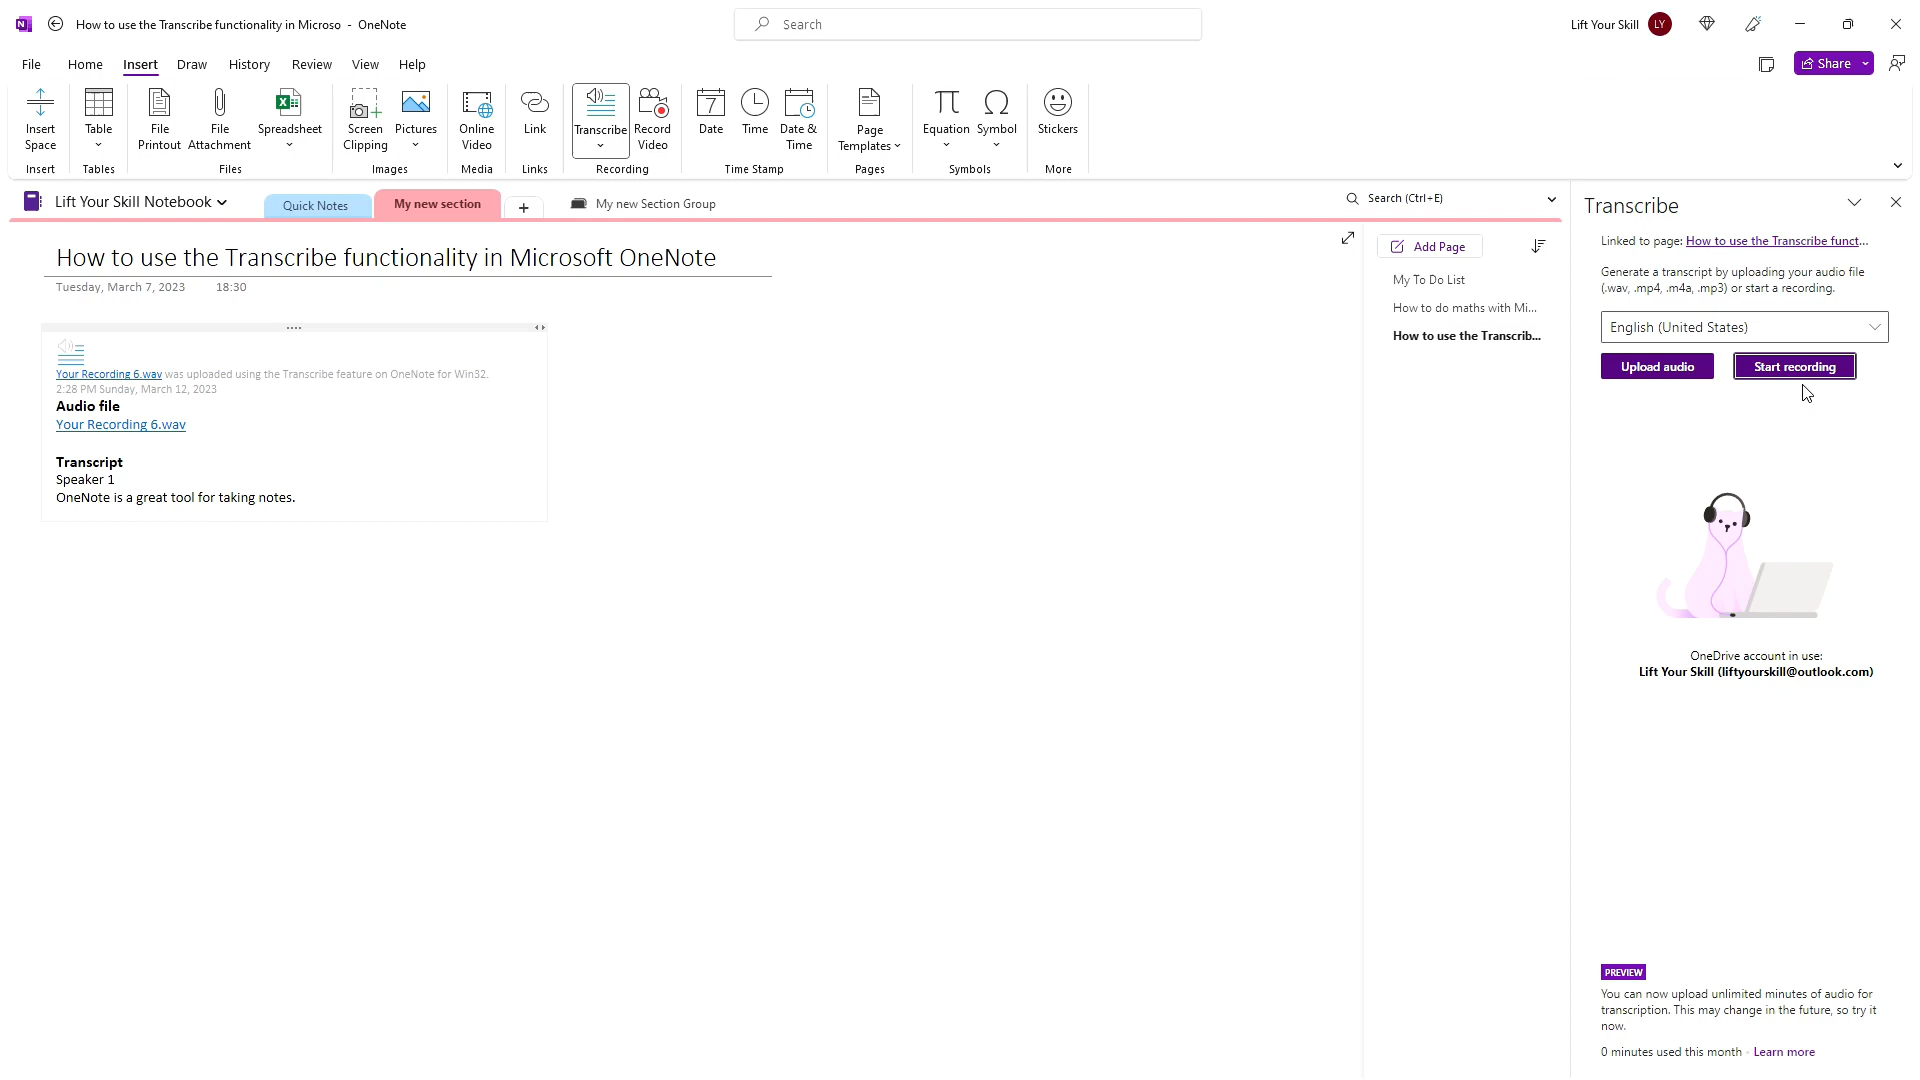 How to use the Transcribe functionality in Microso - OneNote
Search
Lift Your Skill LY
File Home Insert Draw History Review View Help
Share
Insert Space
Table
File Printout
File Attachment
Spreadsheet
Screen Clipping
Pictures
Online Video
Link
Transcribe
Record Video
7
Date
Time
Date & Time
Page Templates
Equation
Symbol
Stickers
Insert Tables Files Images Media Links Recording Time Stamp Pages Symbols More
Lift Your Skill Notebook
Quick Notes
My new section
+
My new Section Group
Search (Ctrl+E)
How to use the Transcribe functionality in Microsoft OneNote
Tuesday, March 7, 2023 18:30
Your Recording 6.wav was uploaded using the Transcribe feature on OneNote for Win32.
2:28 PM Sunday, March 12, 2023
Audio file
Your Recording 6.wav
Transcript
Speaker 1
OneNote is a great tool for taking notes.
Add Page
My To Do List
How to do maths with Mi...
How to use the Transcrib...
Transcribe
Linked to page: How to use the Transcribe funct...
Generate a transcript by uploading your audio file
(.wav, .mp4, .m4a, .mp3) or start a recording.
English (United States)
Upload audio
Start recording
OneDrive account in use:
Lift Your Skill (liftyourskill@outlook.com)
PREVIEW
You can now upload unlimited minutes of audio for
transcription. This may change in the future, so try it
now.
0 minutes used this month · Learn more